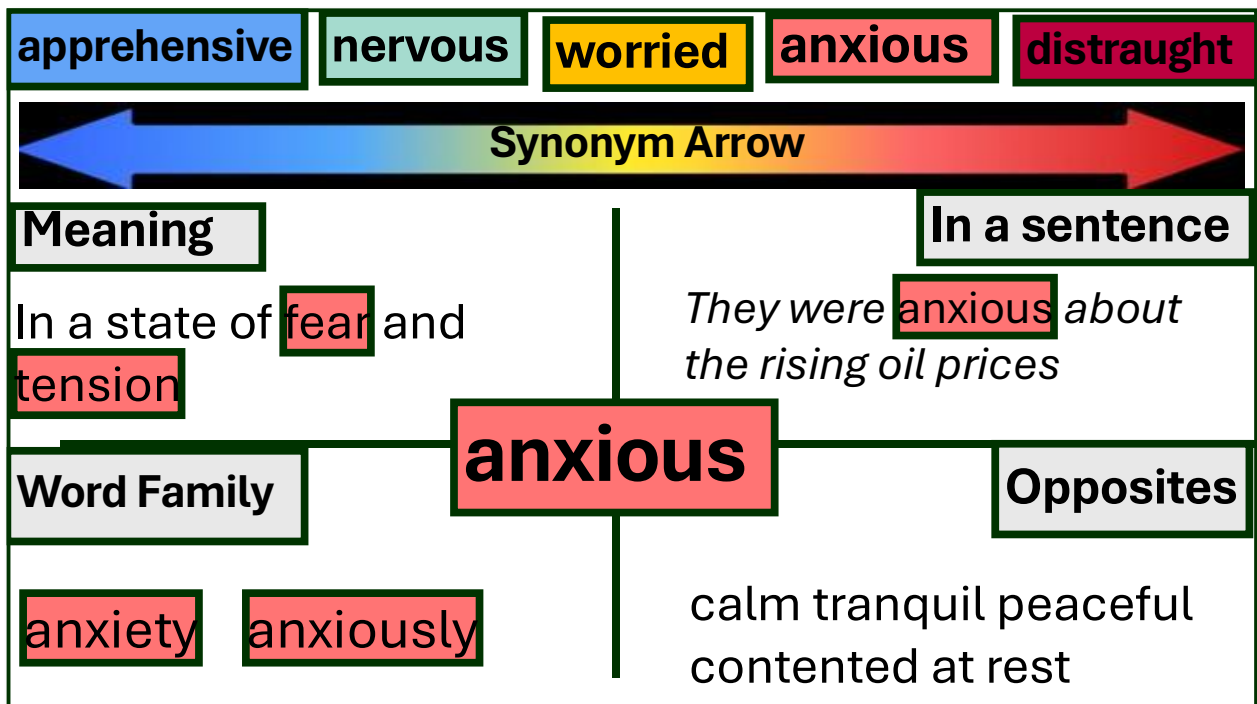 apprehensive nervous worried anxious distraught
Synonym Arrow
Meaning
In a state of fear and
tension
In a sentence
They were anxious about
the rising oil prices
anxious
Word Family
anxiety anxiously
Opposites
calm tranquil peaceful
contented at rest